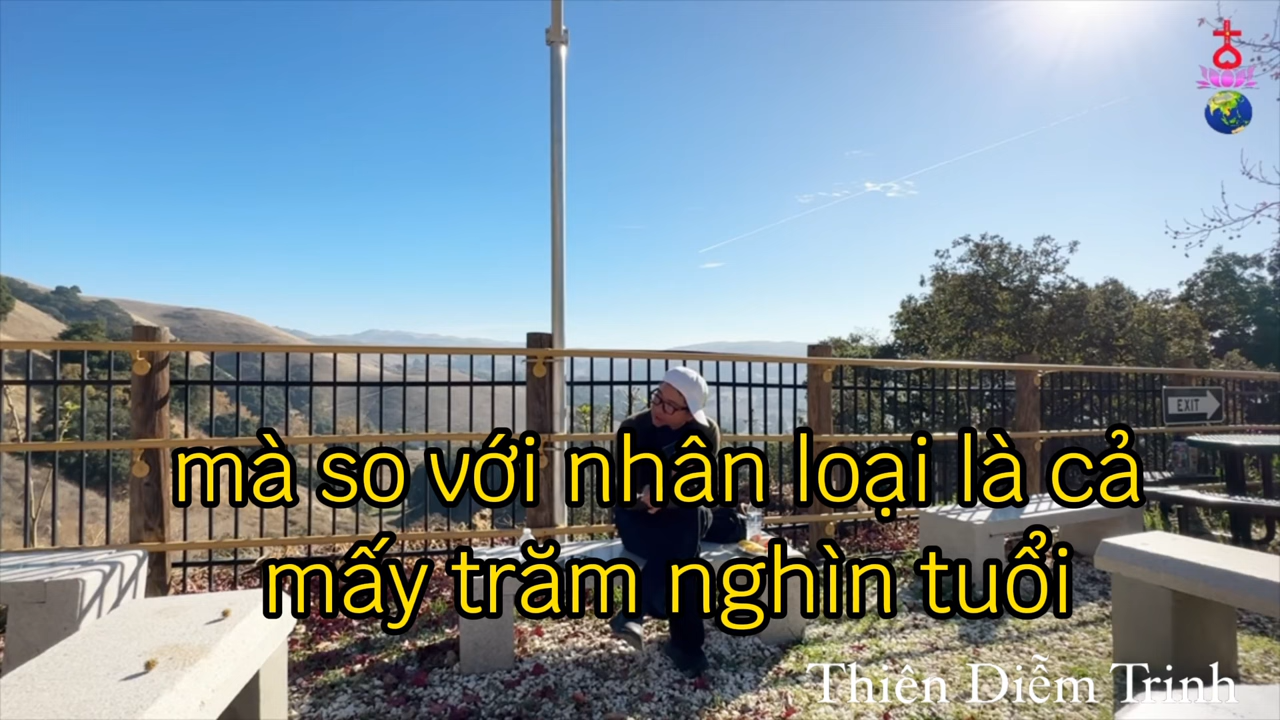 EXIT
mà so với nhân loại là cả
mấy trăm nghìn tuổi
Thiên Diễm Trinh